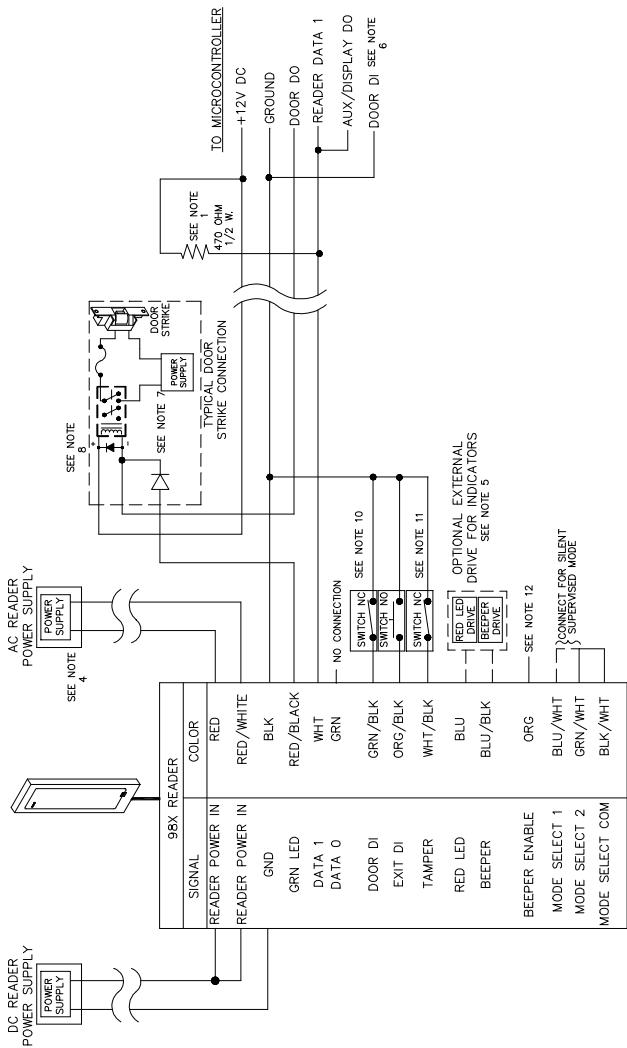 DC READER
POWER SUPPLY
POWER
SUPPLY
AC READER
POWER SUPPLY
POWER
SUPPLY
SEE NOTE
4
SEE NOTE
8
+
-
SEE NOTE 7
POWER
SUPPLY
DOOR
STRIKE
TYPICAL DOOR
STRIKE CONNECTION
SEE NOTE
1
470 OHM
1/2 W.
TO MICROCONTROLLER
+12V DC
GROUND
DOOR DO
READER DATA 1
AUX/DISPLAY DO
DOOR DI SEE NOTE
6
98X READER
SIGNAL COLOR
READER POWER IN RED
READER POWER IN RED/WHITE
GND BLK
GRN LED RED/BLACK
DATA 1 WHT
DATA 0 GRN NO CONNECTION
DOOR DI GRN/BLK SWITCH NC SEE NOTE 10
EXIT DI ORG/BLK SWITCH NO
TAMPER WHT/BLK SWITCH NC SEE NOTE 11
RED LED BLU RED LED
DRIVE
BEEPER BLU/BLK BEEPER
DRIVE
OPTIONAL EXTERNAL
DRIVE FOR INDICATORS
SEE NOTE 5
BEEPER ENABLE ORG SEE NOTE 12
MODE SELECT 1 BLU/WHT
MODE SELECT 2 GRN/WHT
MODE SELECT COM BLK/WHT
CONNECT FOR SILENT
SUPERVISED MODE